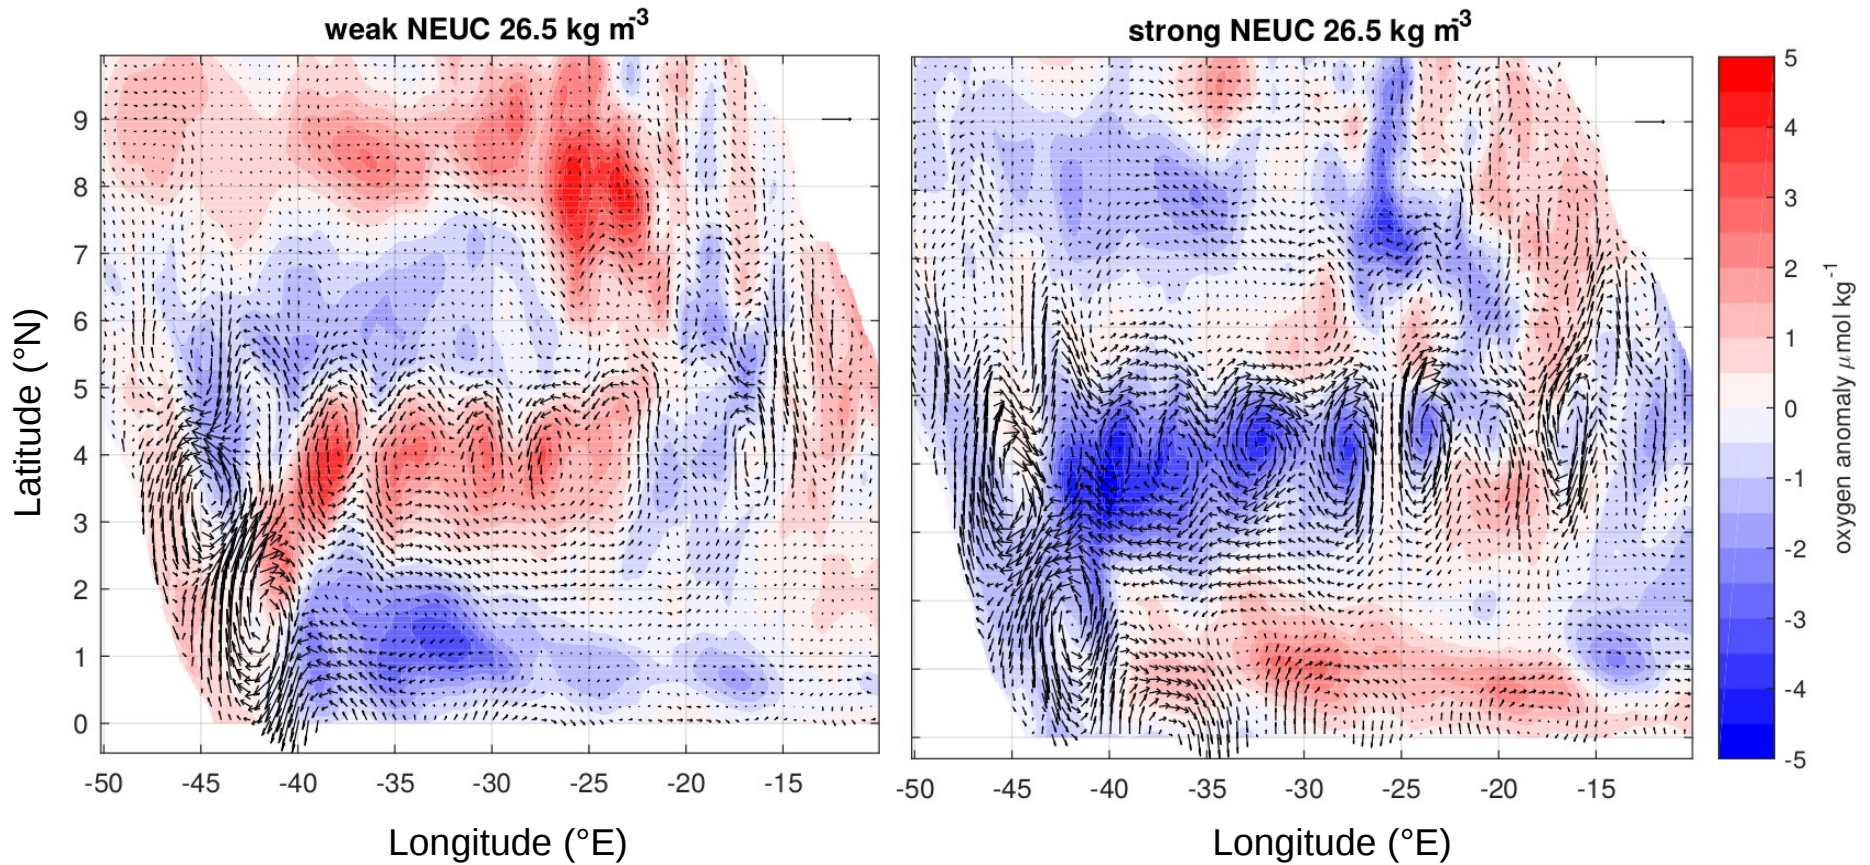 weak NEUC 26.5 kg m-3
strong NEUC 26.5 kg m-3
Latitude (°N)
9
8
7
6
5
4
3
2
1
0
-50 -45 -40 -35 -30 -25 -20 -15
-50 -45 -40 -35 -30 -25 -20 -15
Longitude (°E)
Longitude (°E)
5
4
3
2
1
0
-1
-2
-3
-4
-5
oxygen anomaly μmol kg-1